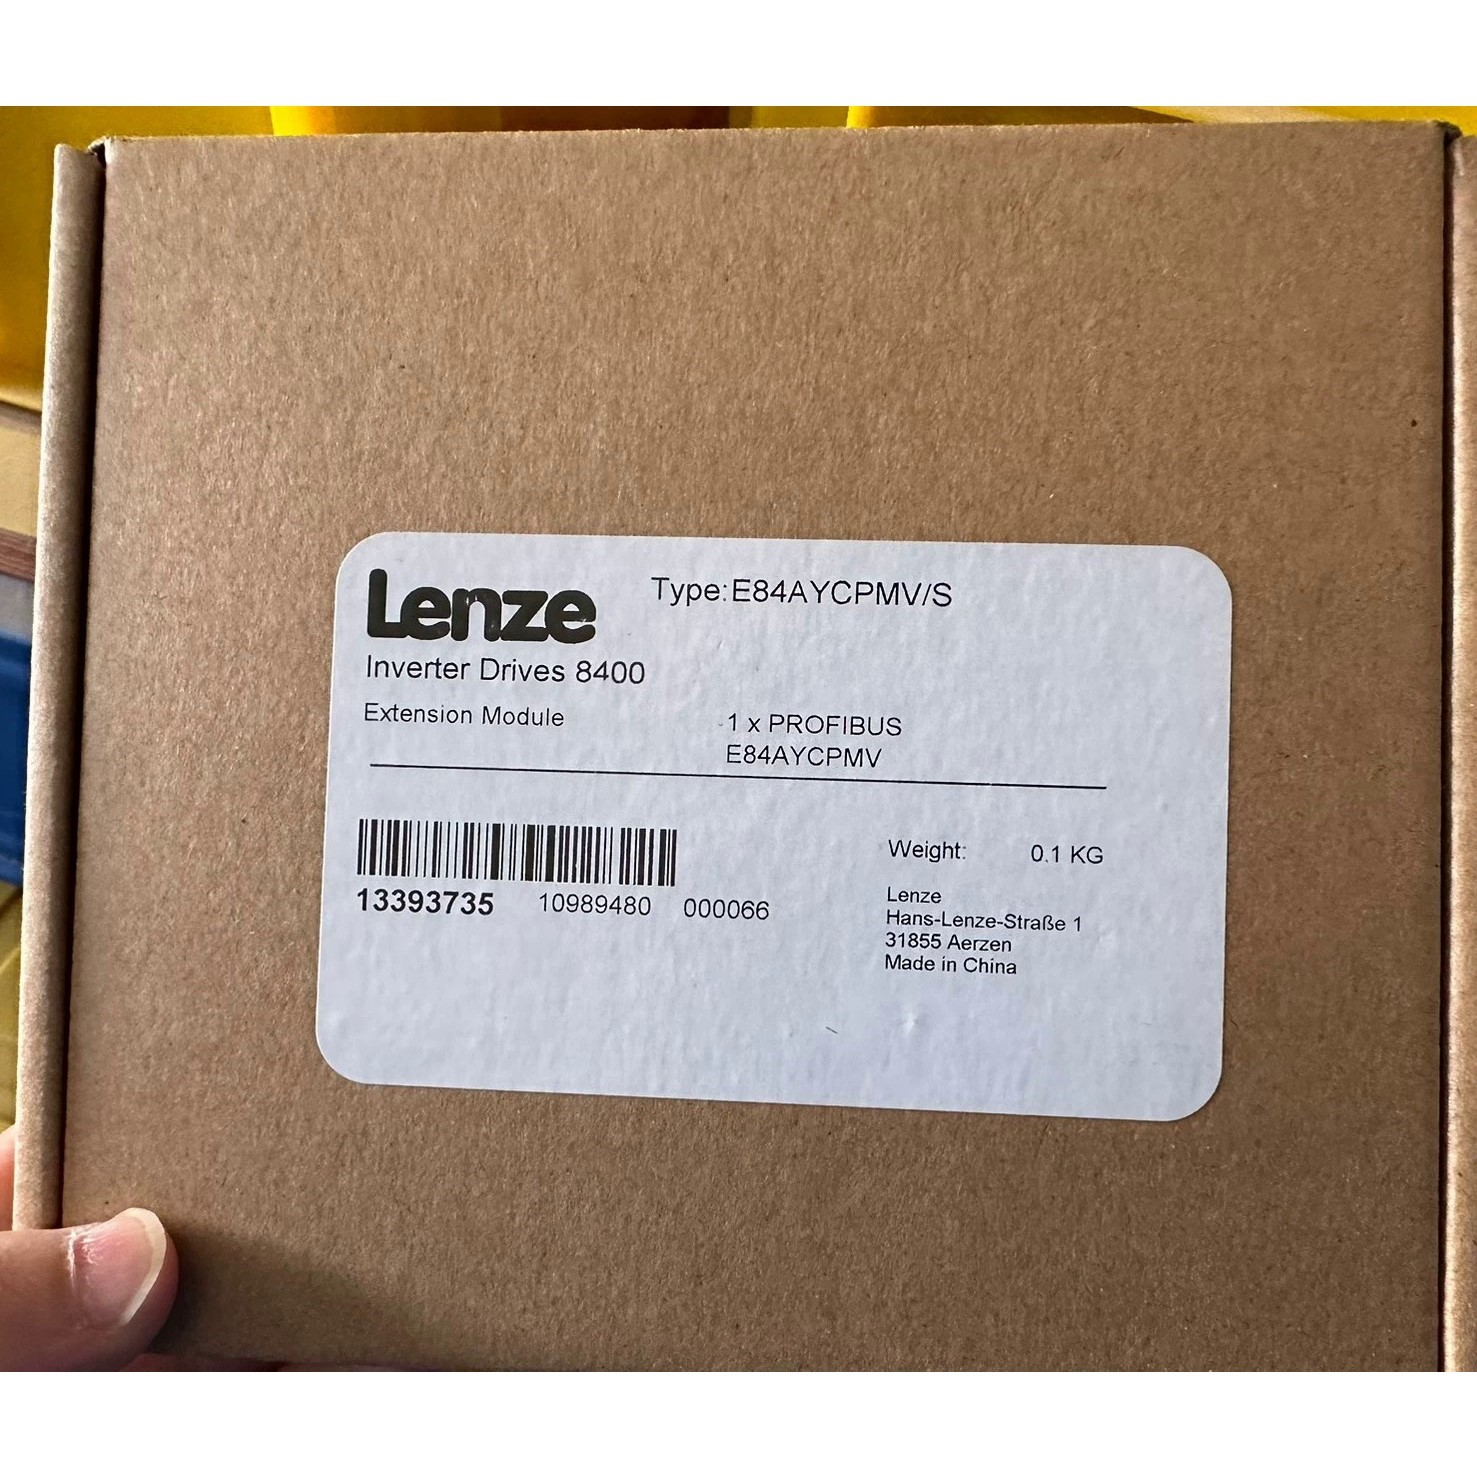 Lenze
Type:E84AYCPMV/S
Inverter Drives 8400
Extension Module
1 x PROFIBUS
E84AYCPMV
13393735 10989480 000066
Weight: 0.1 KG
Lenze
Hans-Lenze-Straße 1
31855 Aerzen
Made in China